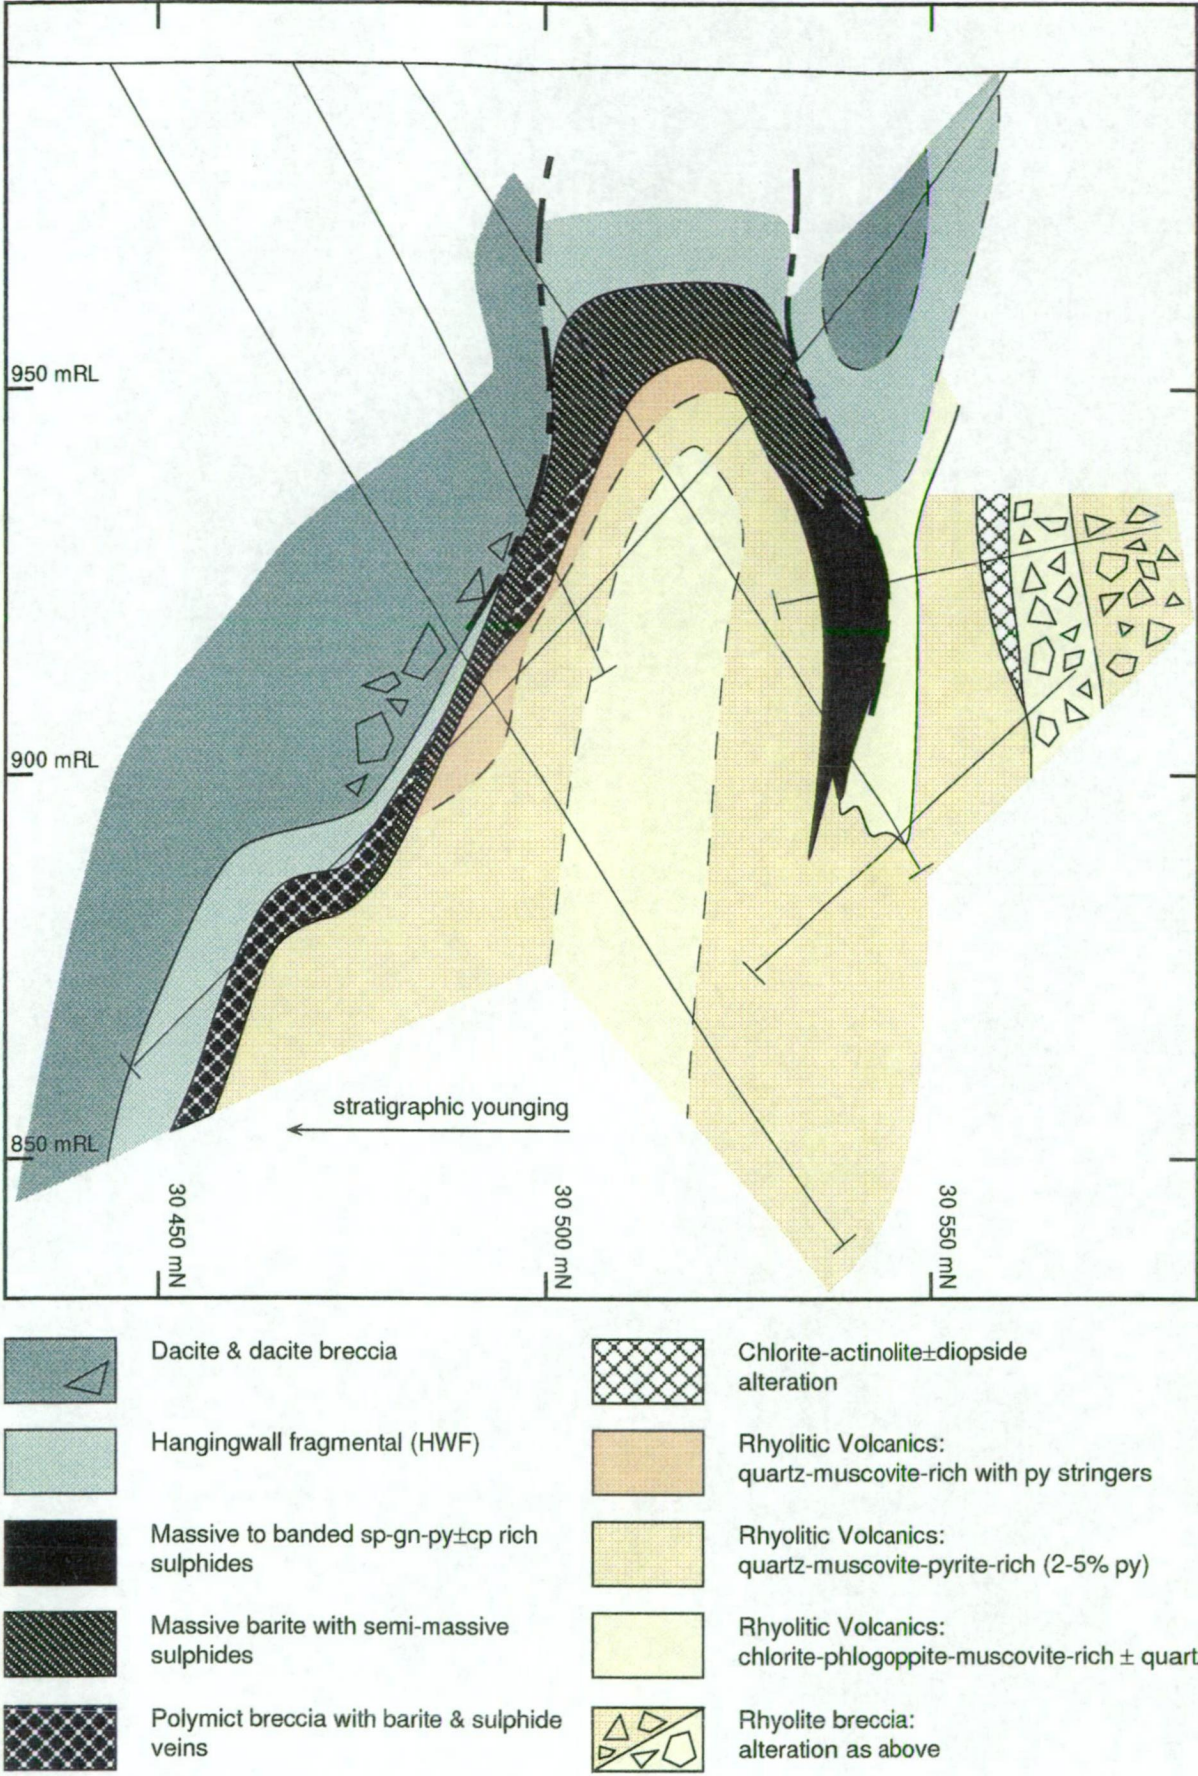 950 mRL
900 mRL
stratigraphic younging
850 mRL
30 450 mN
30 500 mN
30 550 mN
Dacite & dacite breccia
Hangingwall fragmental (HWF)
Massive to banded sp-gn-py±cp rich
sulphides
Massive barite with semi-massive
sulphides
Polymict breccia with barite & sulphide
veins
Chlorite-actinolite±diopside
alteration
Rhyolitic Volcanics:
quartz-muscovite-rich with py stringers
Rhyolitic Volcanics:
quartz-muscovite-pyrite-rich (2-5% py)
Rhyolitic Volcanics:
chlorite-phlogoppite-muscovite-rich ± quart
Rhyolite breccia:
alteration as above